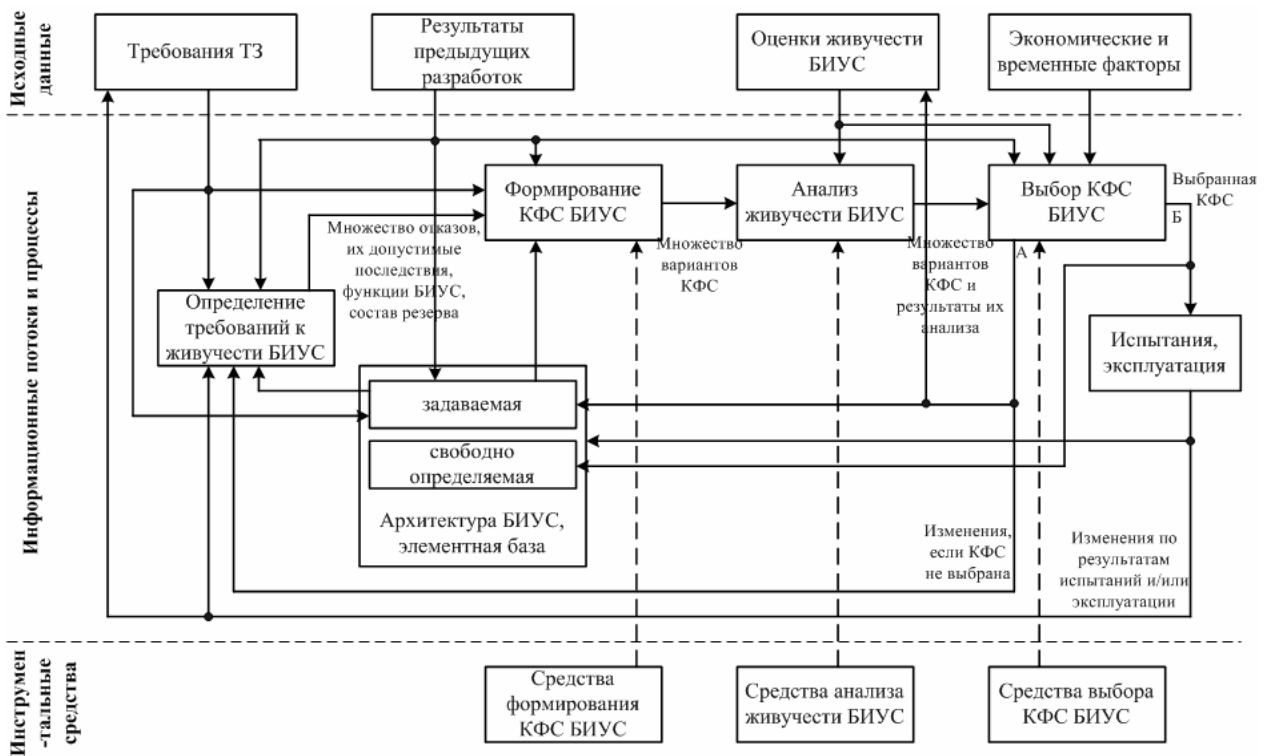 Исходные
данные
Требования ТЗ
Результаты
предыдущих
разработок
Оценки живучести
БИУС
Экономические и
временные факторы
Информационные потоки и процессы
Формирование
КФС БИУС
Анализ
живучести БИУС
Выбор КФС
БИУС
Выбранная
КФС
Б
А
Множество отказов,
их допустимые
последствия,
функции БИУС,
состав резерва
Множество
вариантов
КФС
Множество
вариантов
КФС и
результаты их
анализа
Определение
требований к
живучести БИУС
Испытания,
эксплуатация
задаваемая
свободно
определяемая
Архитектура БИУС,
элементная база
Изменения,
если КФС
не выбрана
Изменения по
результатам
испытаний и/или
эксплуатации
Инструмен
-тальные
средства
Средства
формирования
КФС БИУС
Средства анализа
живучести БИУС
Средства выбора
КФС БИУС